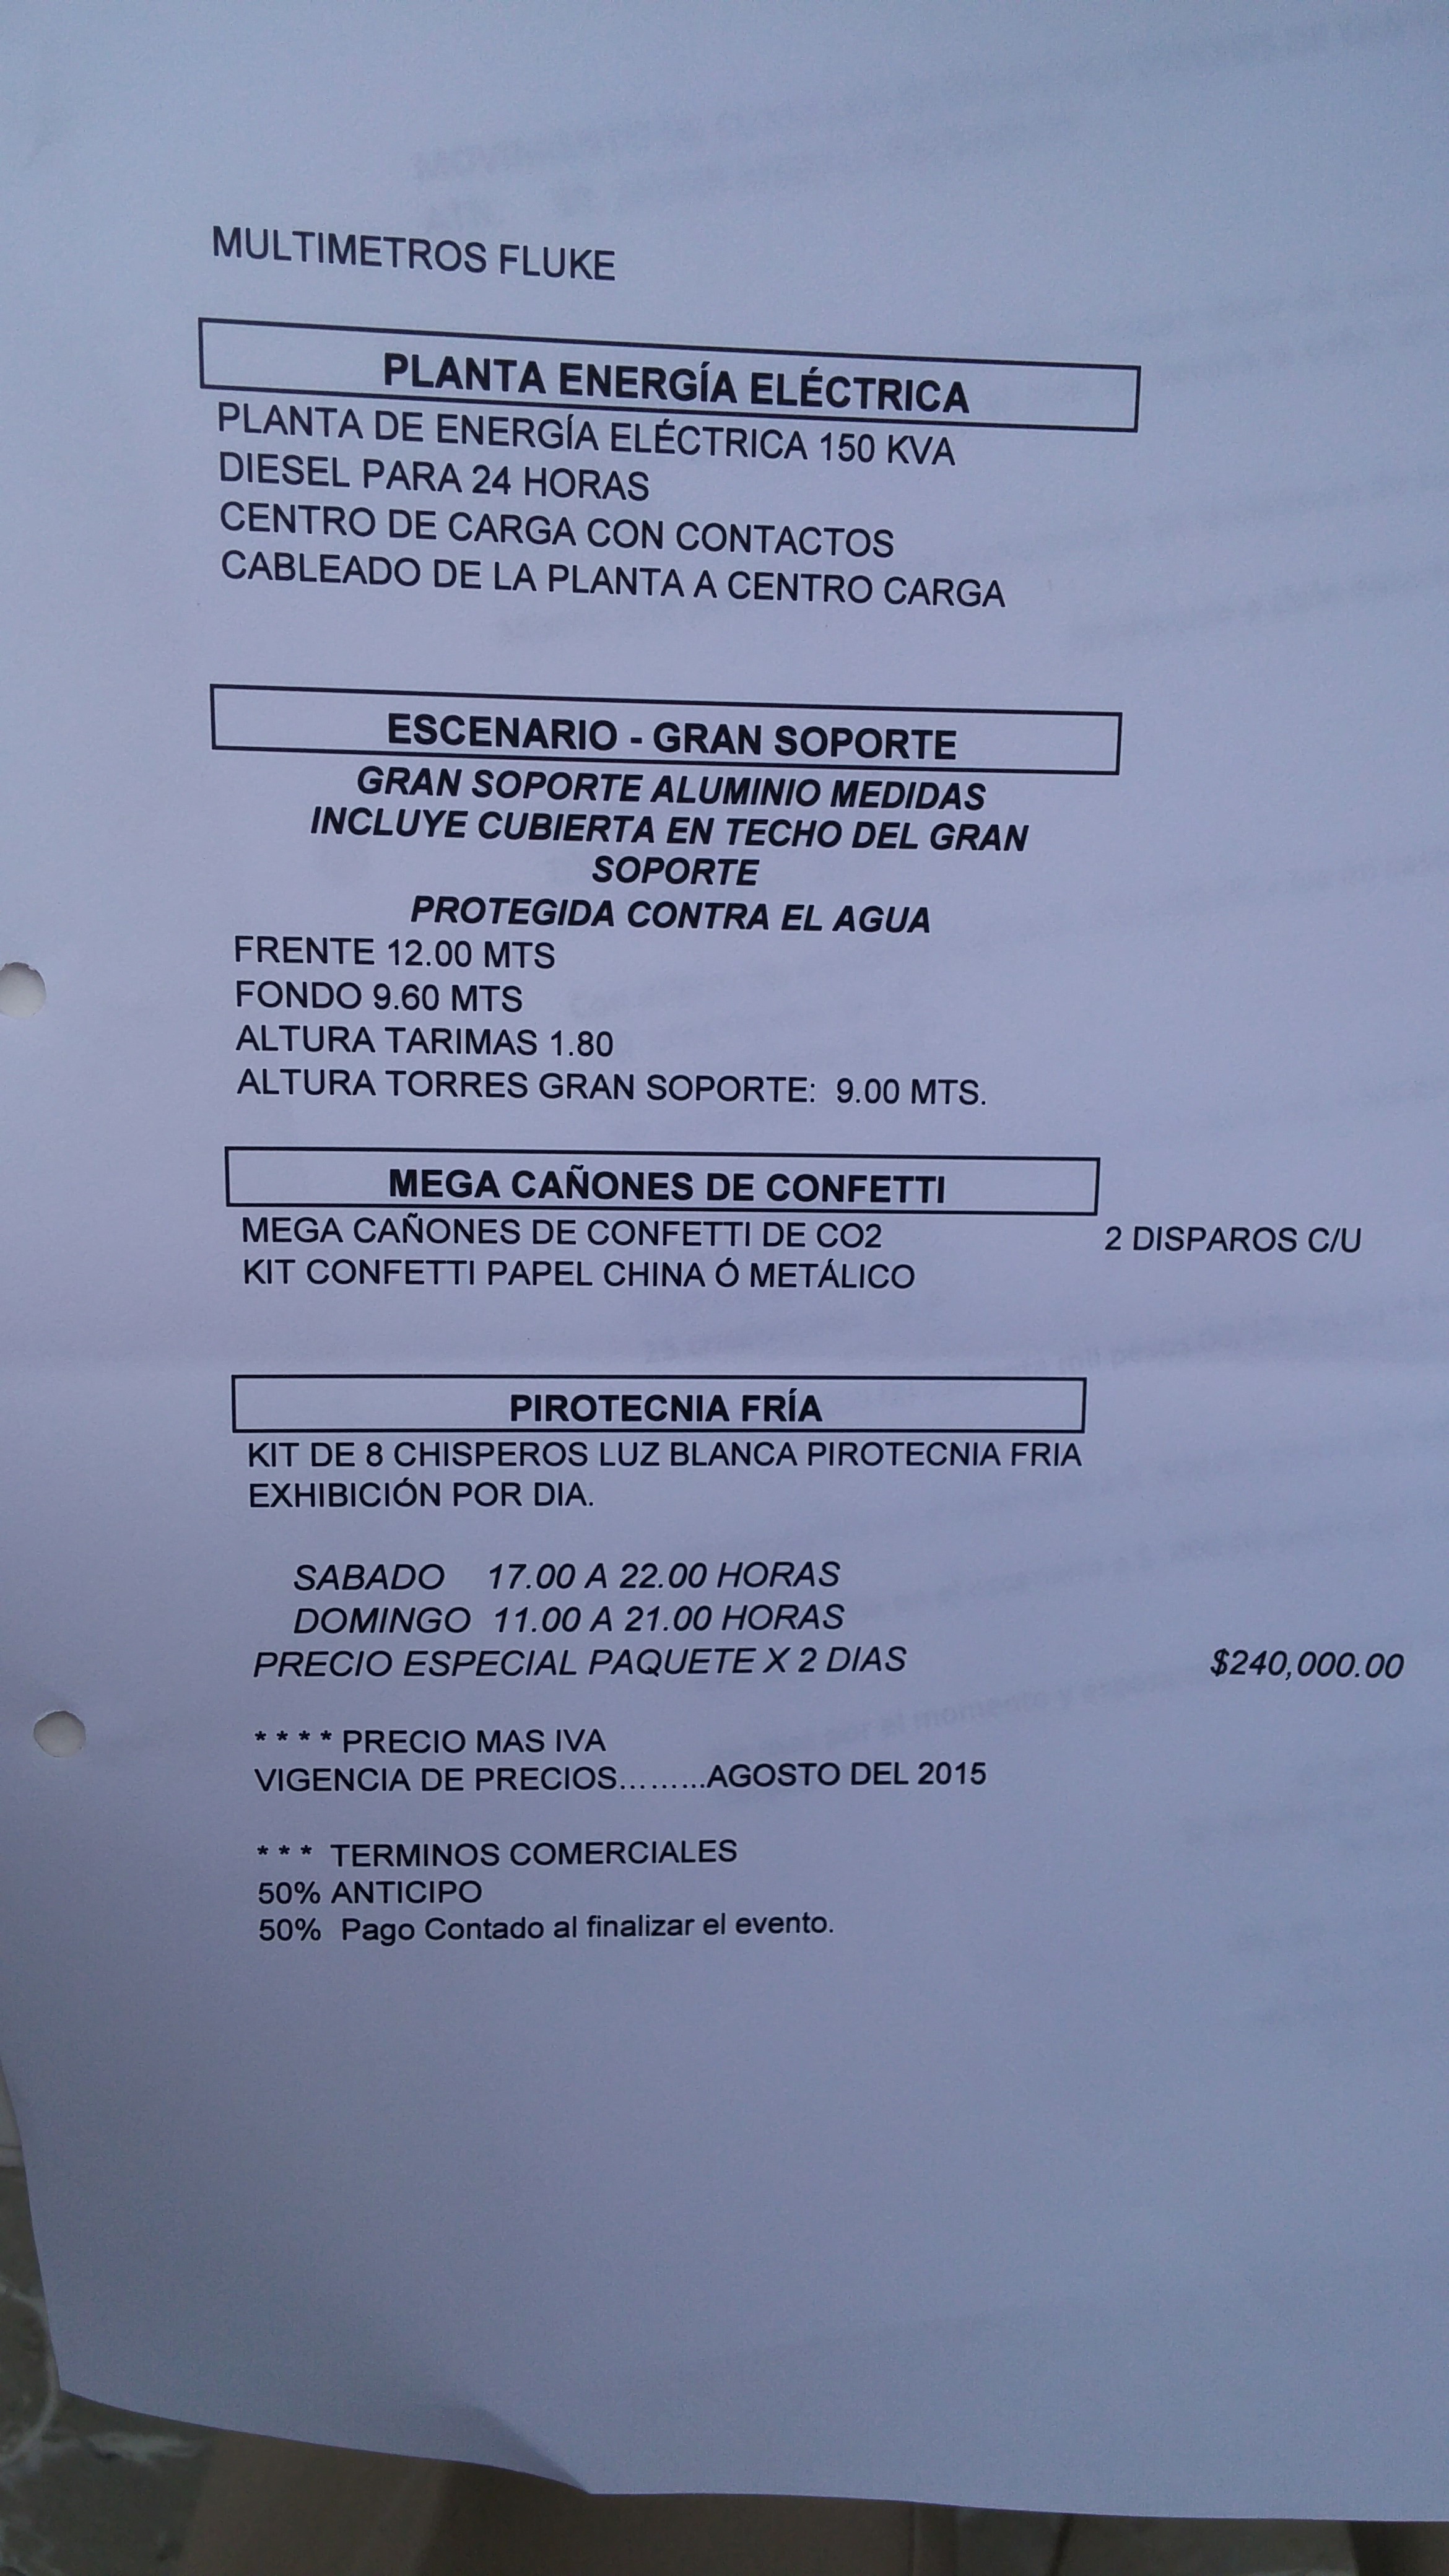 MULTIMETROS FLUKE
PLANTA ENERGÍA ELÉCTRICA
PLANTA DE ENERGÍA ELÉCTRICA 150 KVA
DIESEL PARA 24 HORAS
CENTRO DE CARGA CON CONTACTOS
CABLEADO DE LA PLANTA A CENTRO CARGA
ESCENARIO - GRAN SOPORTE
GRAN SOPORTE ALUMINIO MEDIDAS
INCLUYE CUBIERTA EN TECHO DEL GRAN
SOPORTE
PROTEGIDA CONTRA EL AGUA
FRENTE 12.00 MTS
FONDO 9.60 MTS
ALTURA TARIMAS 1.80
ALTURA TORRES GRAN SOPORTE: 9.00 MTS.
MEGA CAÑONES DE CONFETTI
MEGA CAÑONES DE CONFETTI DE CO2 2 DISPAROS C/U
KIT CONFETTI PAPEL CHINA Ó METÁLICO
PIROTECNIA FRÍA
KIT DE 8 CHISPEROS LUZ BLANCA PIROTECNIA FRIA
EXHIBICIÓN POR DIA.
SABADO 17.00 A 22.00 HORAS
DOMINGO 11.00 A 21.00 HORAS
PRECIO ESPECIAL PAQUETE X 2 DIAS $240,000.00
* * * * PRECIO MAS IVA
VIGENCIA DE PRECIOS.........AGOSTO DEL 2015
* * * TERMINOS COMERCIALES
50% ANTICIPO
50% Pago Contado al finalizar el evento.